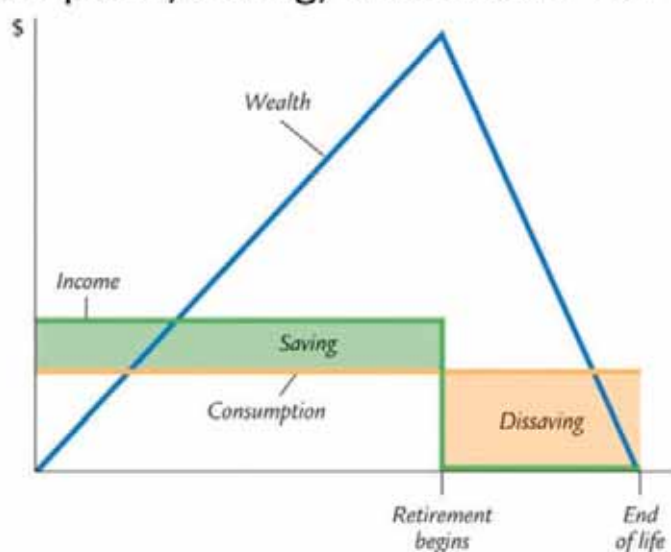 $
Wealth
Income
Saving
Consumption
Dissaving
Retirement
begins
End
of life